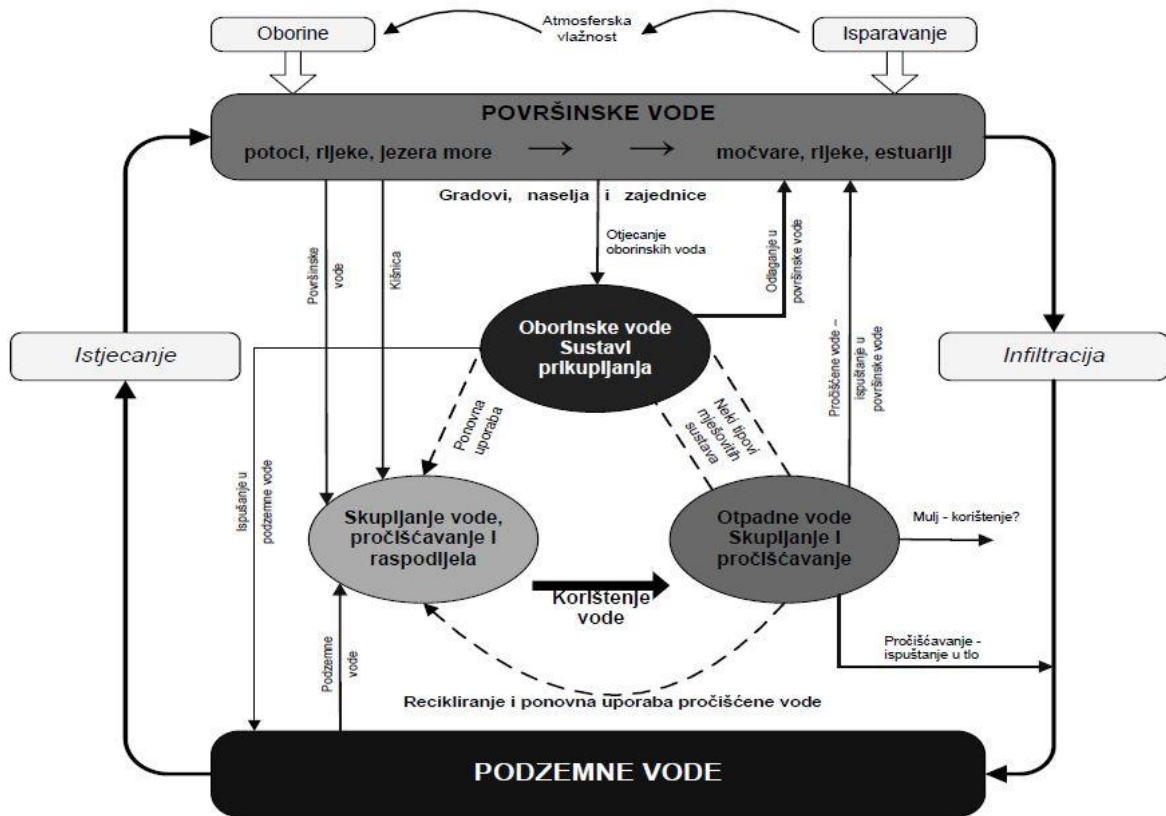 Oborine
Atmosferska
vlažnost
Isparavanje
POVRŠINSKE VODE
potoci, rijeke, jezera more
močvare, rijeke, estuariji
Gradovi, naselja i zajednice
Površinske
vode
Kišnica
Otjecanje
oborinskih voda
Odlaganje u
površinske vode
Pročišćene vode –
ispuštanje u
površinske vode
Istjecanje
Oborinske vode
Sustavi
prikupljanja
Infiltracija
Ponovna
uporaba
Neki tipovi
mješovitih
sustava
Ispušanje u
podzemne vode
Skupljanje vode,
pročišćavanje i
raspodijela
Otpadne vode
Skupljanje i
pročišćavanje
Mulj - korištenje?
Korištenje
vode
Podzemne
vode
Pročišćavanje -
ispuštanje u tlo
Recikliranje i ponovna uporaba pročišćene vode
PODZEMNE VODE